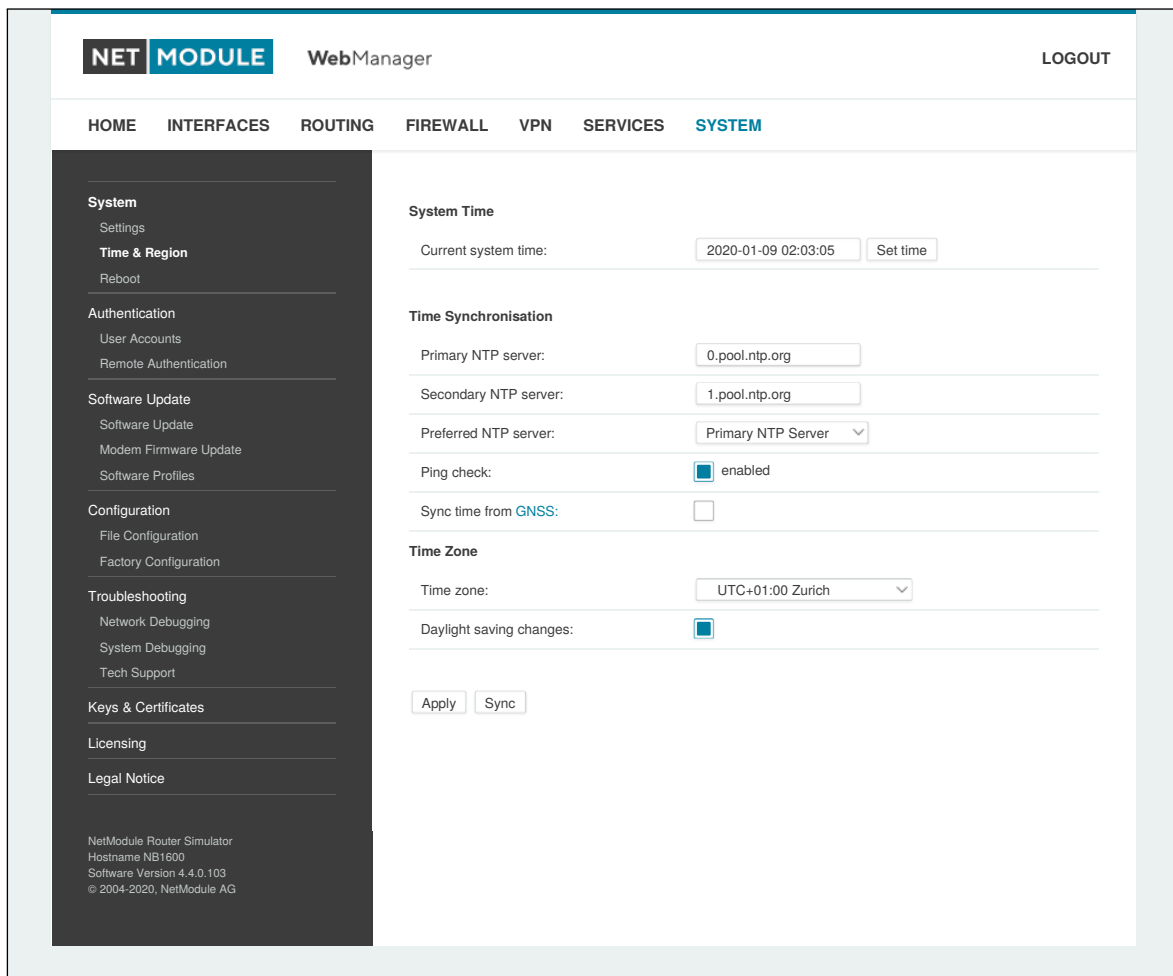 NET MODULE WebManager LOGOUT
HOME INTERFACES ROUTING FIREWALL VPN SERVICES SYSTEM
System
Settings
Time & Region
Reboot
Authentication
User Accounts
Remote Authentication
Software Update
Software Update
Modem Firmware Update
Software Profiles
Configuration
File Configuration
Factory Configuration
Troubleshooting
Network Debugging
System Debugging
Tech Support
Keys & Certificates
Licensing
Legal Notice
NetModule Router Simulator
Hostname NB1600
Software Version 4.4.0.103
© 2004-2020, NetModule AG
System Time
Current system time: 2020-01-09 02:03:05 Set time
Time Synchronisation
Primary NTP server: 0.pool.ntp.org
Secondary NTP server: 1.pool.ntp.org
Preferred NTP server: Primary NTP Server
Ping check: enabled
Sync time from GNSS:
Time Zone
Time zone: UTC+01:00 Zurich
Daylight saving changes:
Apply Sync